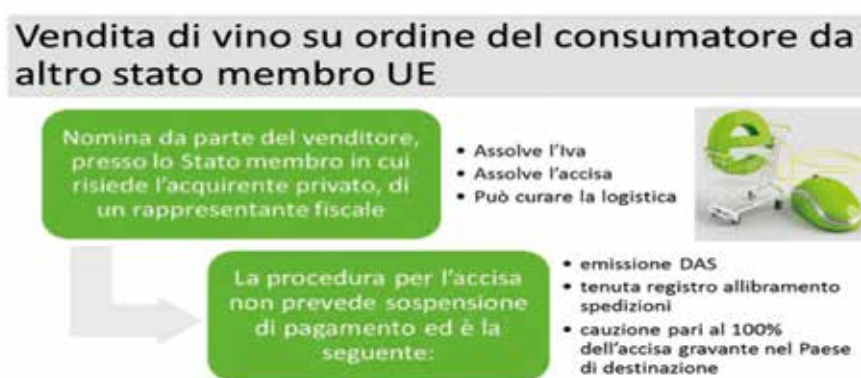 Vendita di vino su ordine del consumatore da
altro stato membro UE
Nomina da parte del venditore,
presso lo Stato membro in cui
risiede l'acquirente privato, di
un rappresentante fiscale
• Assolve l'Iva
• Assolve l'accisa
• Può curare la logistica
La procedura per l'accisa
non prevede sospensione
di pagamento ed è la
seguente:
• emissione DAS
• tenuta registro allibramento
spedizioni
• cauzione pari al 100%
dell'accisa gravante nel Paese
di destinazione